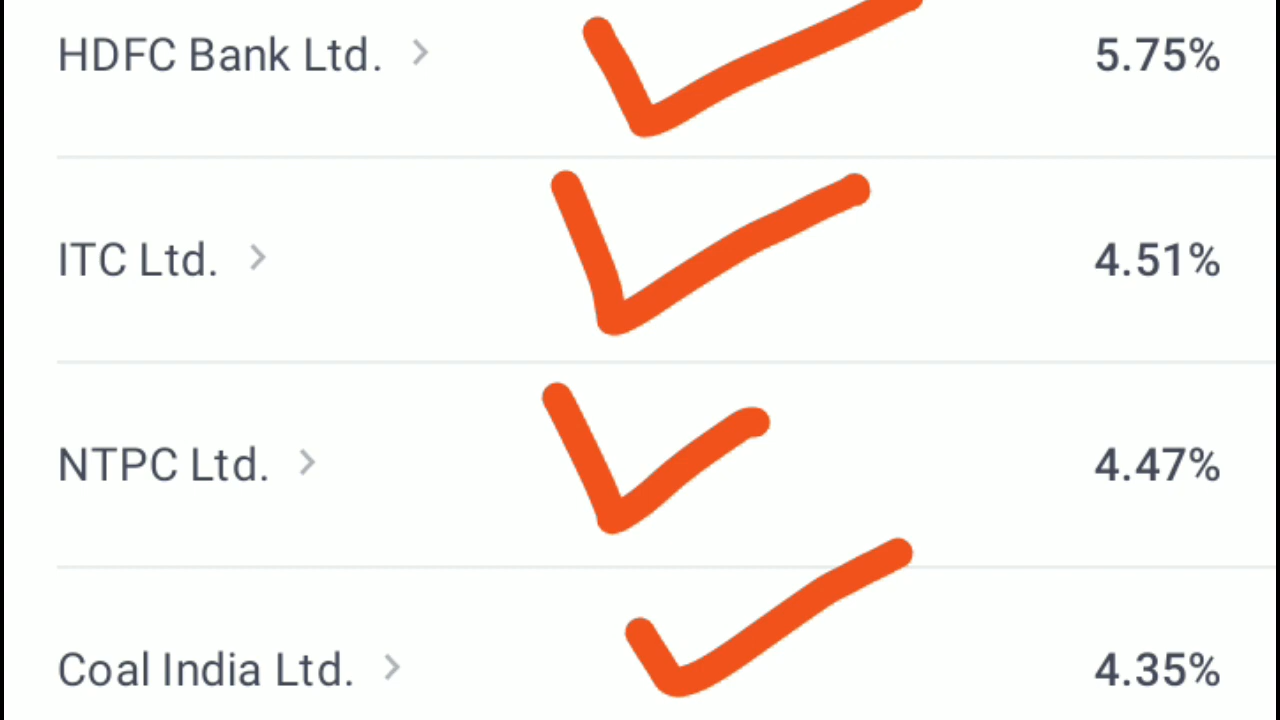 HDFC Bank Ltd. > 5.75%
ITC Ltd. > 4.51%
NTPC Ltd. > 4.47%
Coal India Ltd. > 4.35%